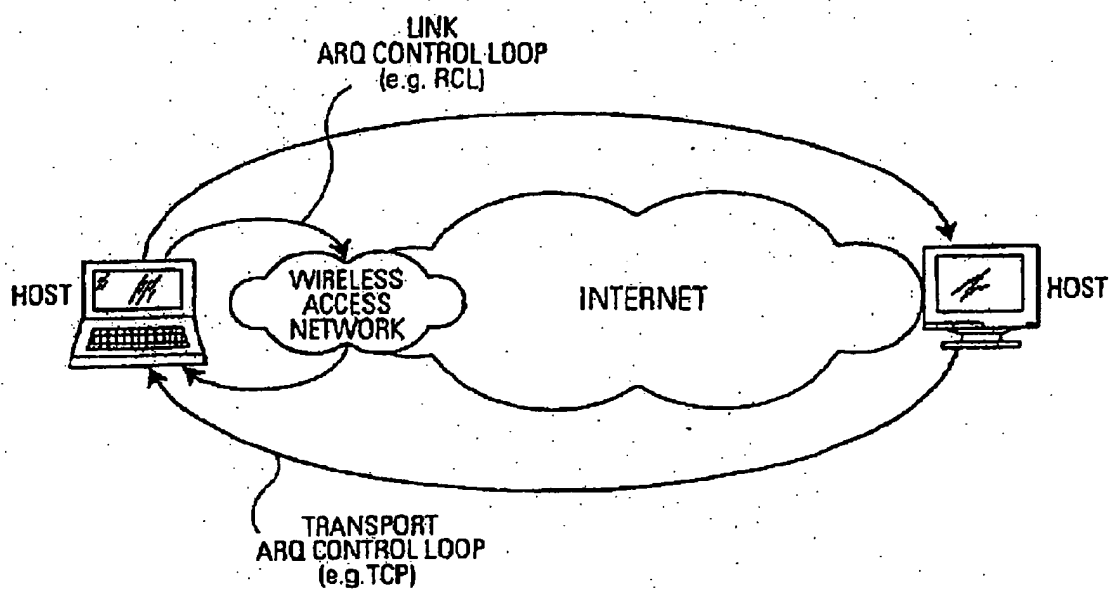 LINK
ARQ CONTROL LOOP
(e.g. RCL)
HOST
WIRELESS
ACCESS
NETWORK
INTERNET
HOST
TRANSPORT
ARQ CONTROL LOOP
(e.g. TCP)